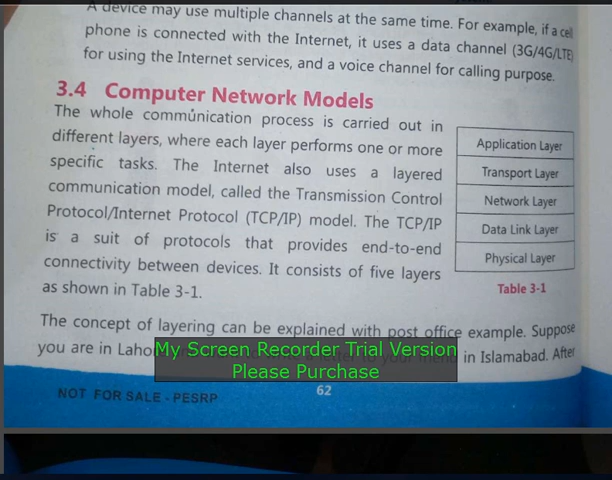 A device may use multiple channels at the same time. For example, if a cell
phone is connected with the Internet, it uses a data channel (3G/4G/LTE)
for using the Internet services, and a voice channel for calling purpose.
3.4 Computer Network Models
The whole communication process is carried out in
different layers, where each layer performs one or more
specific tasks. The Internet also uses a layered
communication model, called the Transmission Control
Protocol/Internet Protocol (TCP/IP) model. The TCP/IP
is a suit of protocols that provides end-to-end
connectivity between devices. It consists of five layers
as shown in Table 3-1.
Application Layer
Transport Layer
Network Layer
Data Link Layer
Physical Layer
Table 3-1
The concept of layering can be explained with post office example. Suppose
you are in Lahor to your in Islamabad. After
My Screen Recorder Trial Version
Please Purchase
NOT FOR SALE - PESRP
62